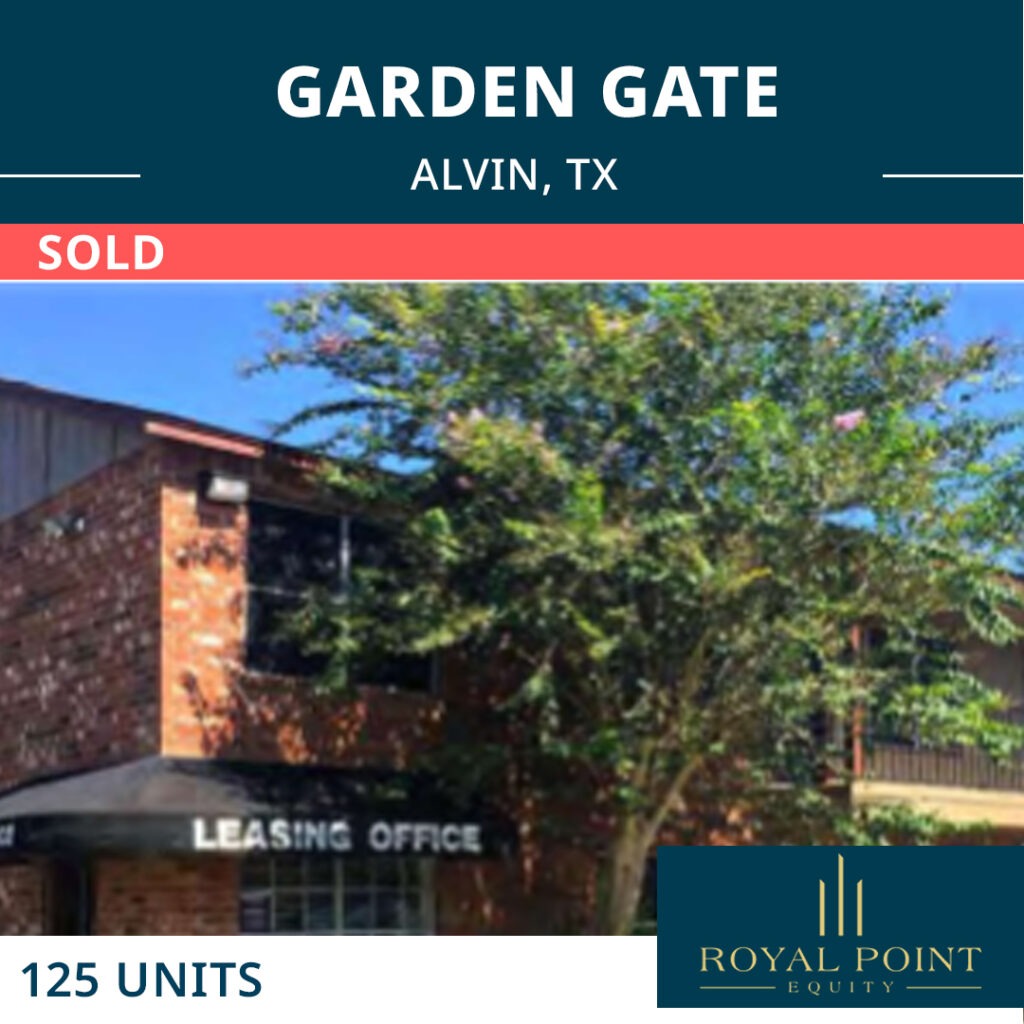 GARDEN GATE
ALVIN, TX
SOLD
LEASING OFFICE
125 UNITS
ROYAL POINT
EQUITY